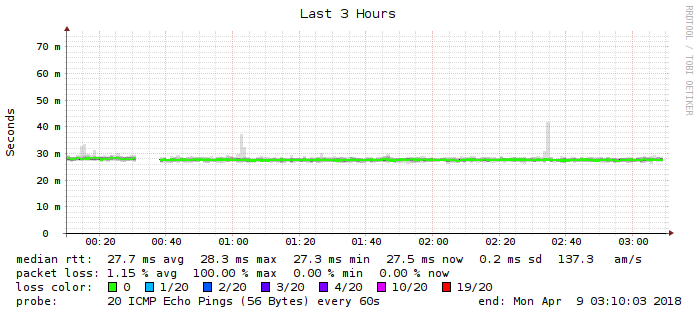 Last 3 Hours
RRDTOOL / TOBI OETIKER
Seconds
70 m
60 m
50 m
40 m
30 m
20 m
10 m
0
00:20 00:40 01:00 01:20 01:40 02:00 02:20 02:40 03:00
median rtt: 27.7 ms avg 28.3 ms max 27.3 ms min 27.5 ms now 0.2 ms sd 137.3 am/s
packet loss: 1.15 % avg 100.00 % max 0.00 % min 0.00 % now
loss color: 0 1/20 2/20 3/20 4/20 10/20 19/20
probe: 20 ICMP Echo Pings (56 Bytes) every 60s end: Mon Apr 9 03:10:03 2018